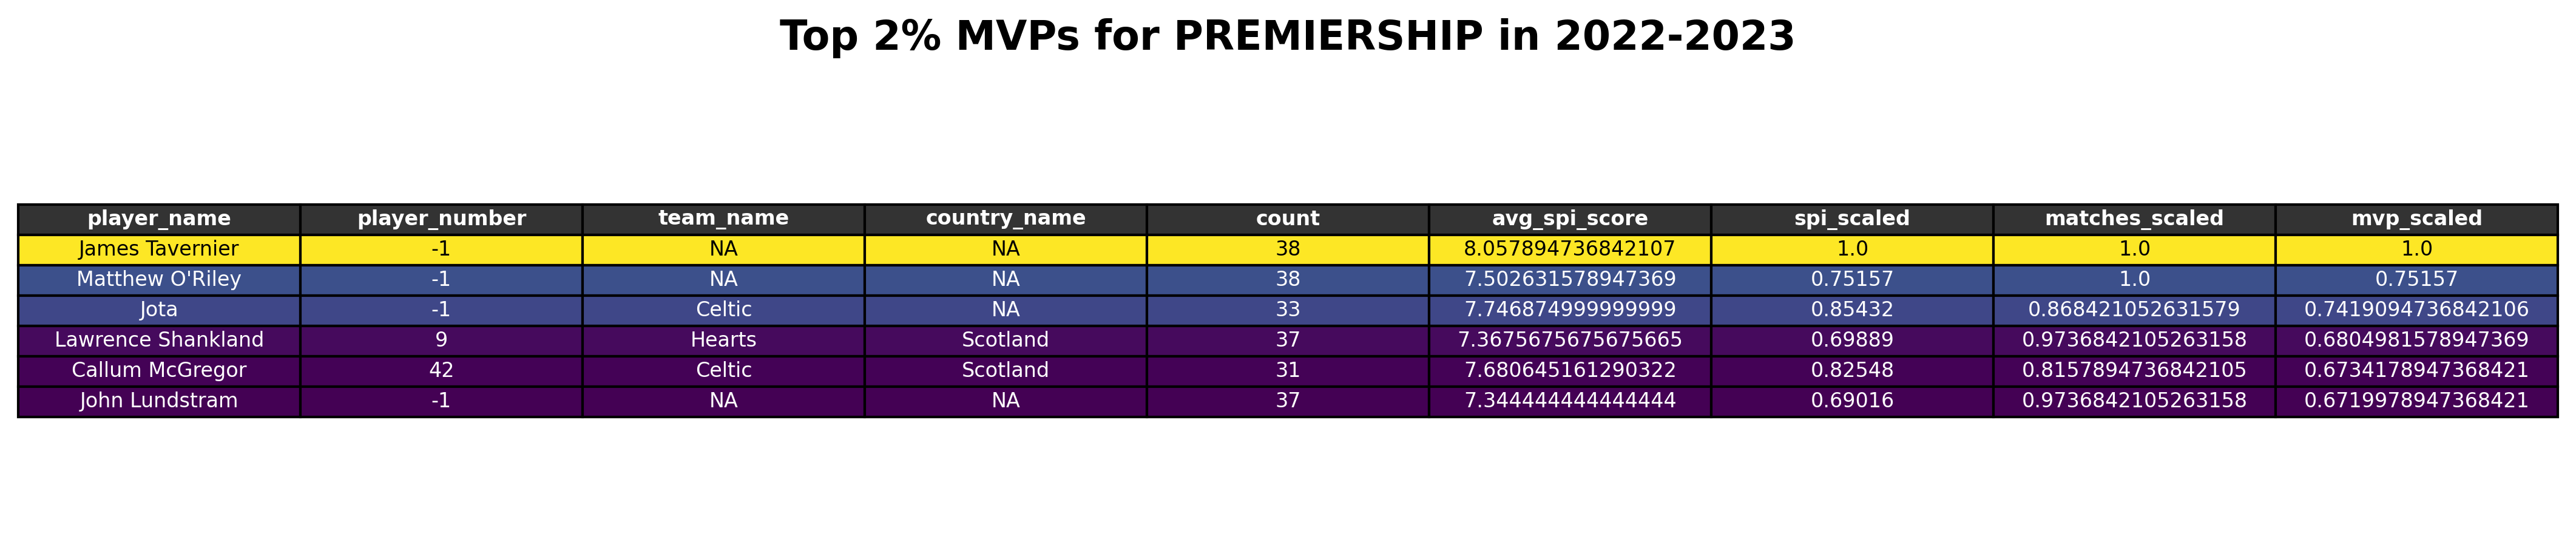 Top 2% MVPs for PREMIERSHIP in 2022-2023
player_name player_number team_name country_name count avg_spi_score spi_scaled matches_scaled mvp_scaled
James Tavernier -1 NA NA 38 8.057894736842107 1.0 1.0 1.0
Matthew O'Riley -1 NA NA 38 7.502631578947369 0.75157 1.0 0.75157
Jota -1 Celtic NA 33 7.746874999999999 0.85432 0.868421052631579 0.7419094736842106
Lawrence Shankland 9 Hearts Scotland 37 7.3675675675675665 0.69889 0.9736842105263158 0.6804981578947369
Callum McGregor 42 Celtic Scotland 31 7.680645161290322 0.82548 0.8157894736842105 0.6734178947368421
John Lundstram -1 NA NA 37 7.344444444444444 0.69016 0.9736842105263158 0.6719978947368421